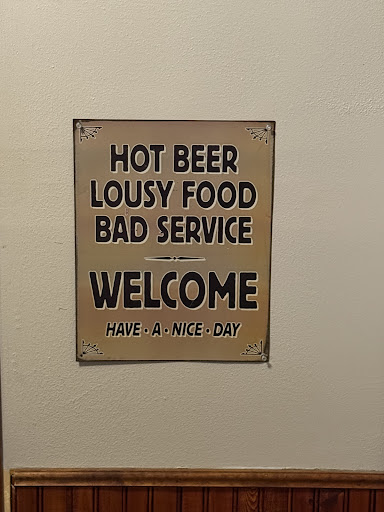 HOT BEER
LOUSY FOOD
BAD SERVICE
WELCOME
HAVE • A • NICE • DAY